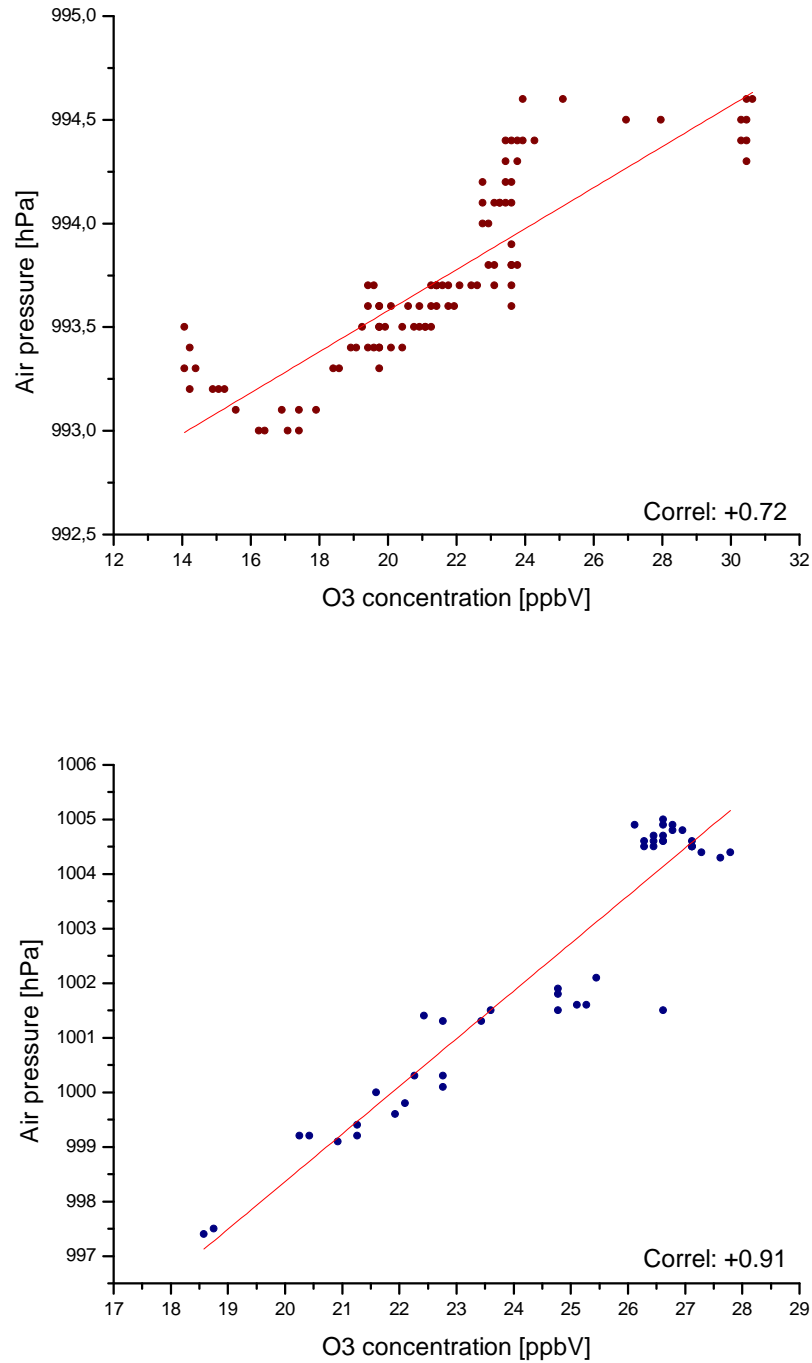 995,0
994,5
994,0
993,5
993,0
992,5
Air pressure [hPa]
Correl: +0.72
12 14 16 18 20 22 24 26 28 30 32
O3 concentration [ppbV]
1006
1005
1004
1003
1002
1001
1000
999
998
997
Air pressure [hPa]
Correl: +0.91
17 18 19 20 21 22 23 24 25 26 27 28 29
O3 concentration [ppbV]